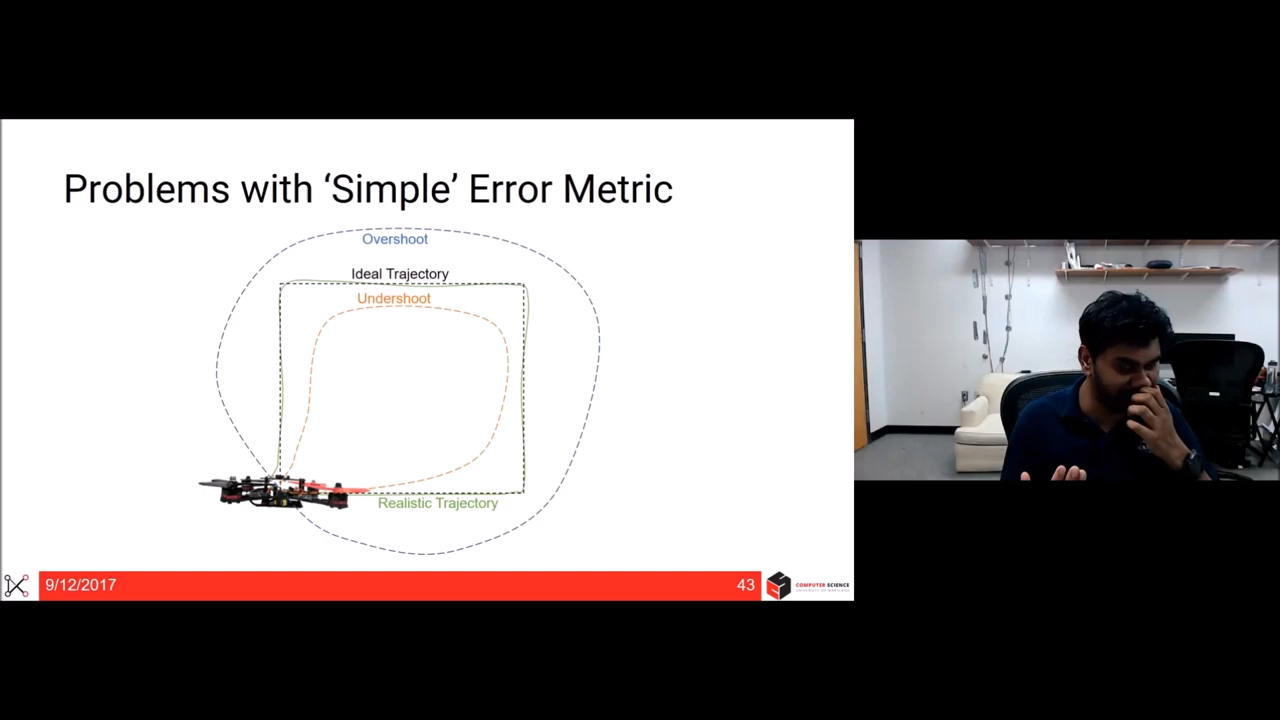 Problems with ‘Simple’ Error Metric
Overshoot
Ideal Trajectory
Undershoot
Realistic Trajectory
9/12/2017
43
COMPUTER SCIENCE
UNIVERSITY OF MARYLAND